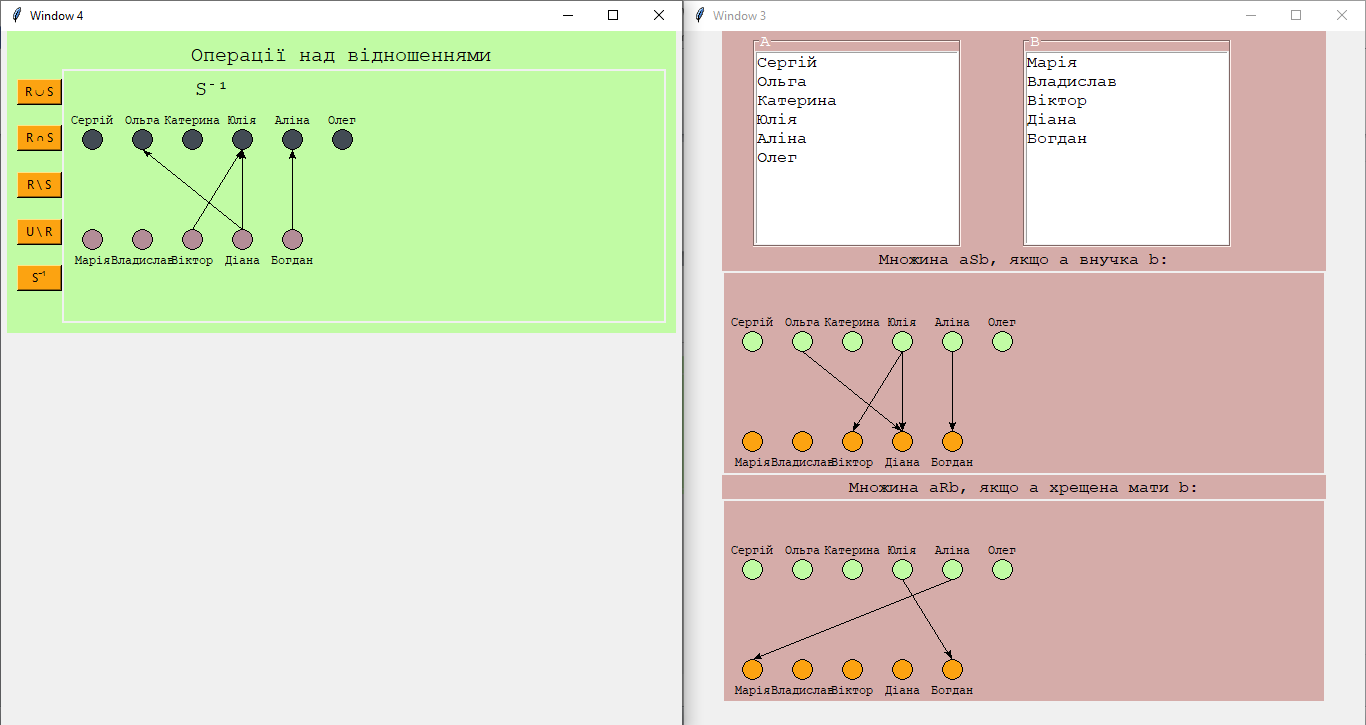 Window 4
Операції над відношеннями
R∪S
R∩S
R\S
U\R
S⁻¹
S⁻¹
Сергій Ольга Катерина Юлія Аліна Олег
Марія Владислав Віктор Діана Богдан
Window 3
A
Сергій
Ольга
Катерина
Юлія
Аліна
Олег
B
Марія
Владислав
Віктор
Діана
Богдан
Множина aSb, якщо a внучка b:
Сергій Ольга Катерина Юлія Аліна Олег
Марія Владислав Віктор Діана Богдан
Множина aRb, якщо a хрещена мати b:
Сергій Ольга Катерина Юлія Аліна Олег
Марія Владислав Віктор Діана Богдан